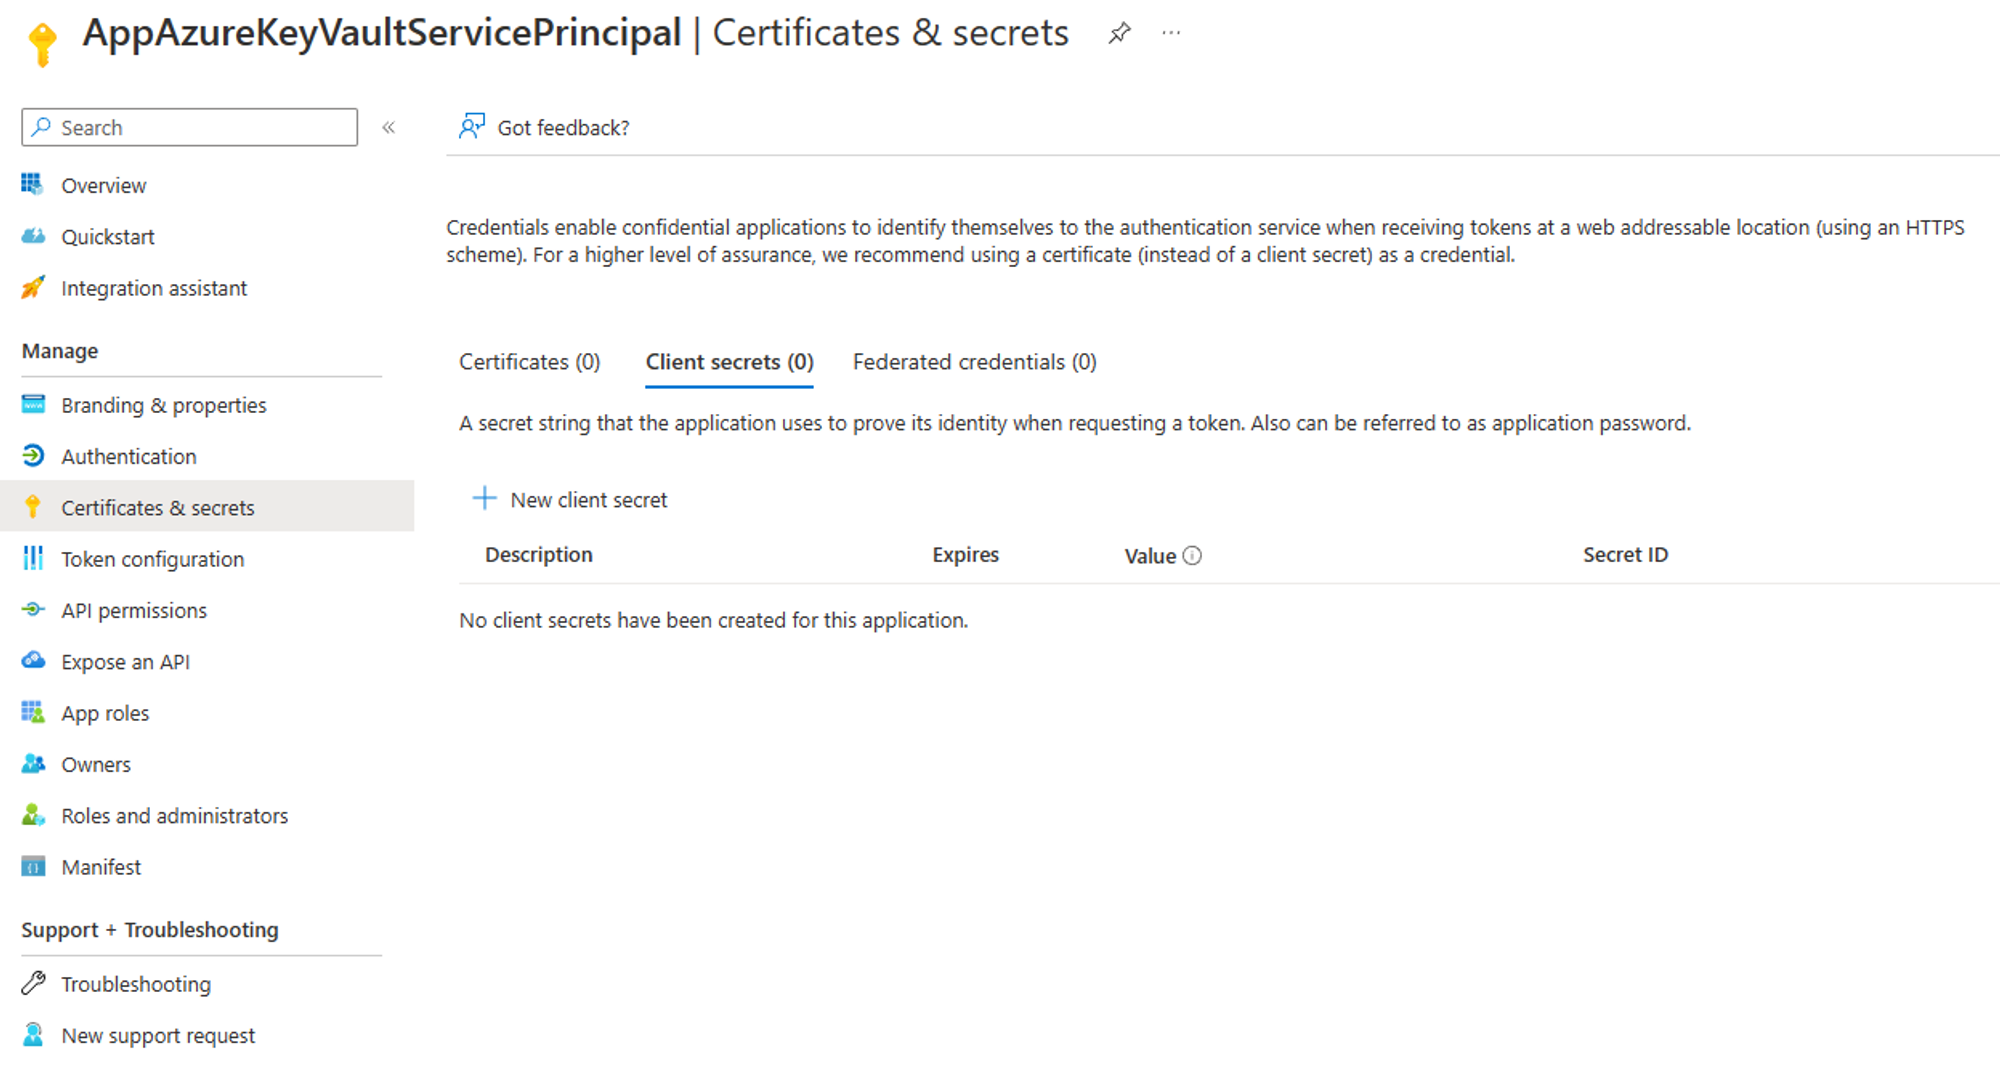 AppAzureKeyVaultServicePrincipal | Certificates & secrets
Search
Got feedback?
Overview
Quickstart
Integration assistant
Manage
Branding & properties
Authentication
Certificates & secrets
Token configuration
API permissions
Expose an API
App roles
Owners
Roles and administrators
Manifest
Support + Troubleshooting
Troubleshooting
New support request
Credentials enable confidential applications to identify themselves to the authentication service when receiving tokens at a web addressable location (using an HTTPS
scheme). For a higher level of assurance, we recommend using a certificate (instead of a client secret) as a credential.
Certificates (0) Client secrets (0) Federated credentials (0)
A secret string that the application uses to prove its identity when requesting a token. Also can be referred to as application password.
New client secret
Description Expires Value Secret ID
No client secrets have been created for this application.